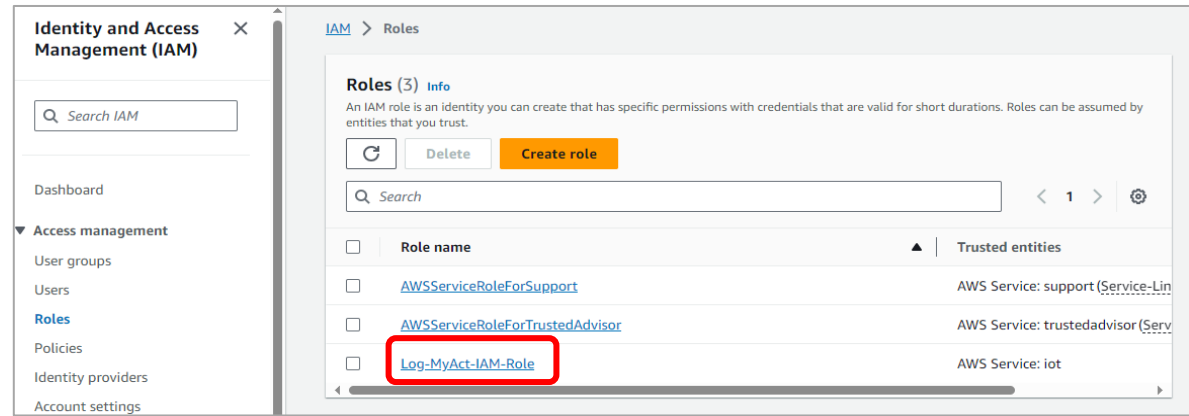 Identity and Access
Management (IAM)
Search IAM
Dashboard
Access management
User groups
Users
Roles
Policies
Identity providers
Account settings
IAM > Roles
Roles (3) Info
An IAM role is an identity you can create that has specific permissions with credentials that are valid for short durations. Roles can be assumed by
entities that you trust.
Delete Create role
Search
1
Role name Trusted entities
AWSServiceRoleForSupport AWS Service: support (Service-Lin
AWSServiceRoleForTrustedAdvisor AWS Service: trustedadvisor (Serv
Log-MyAct-IAM-Role AWS Service: iot